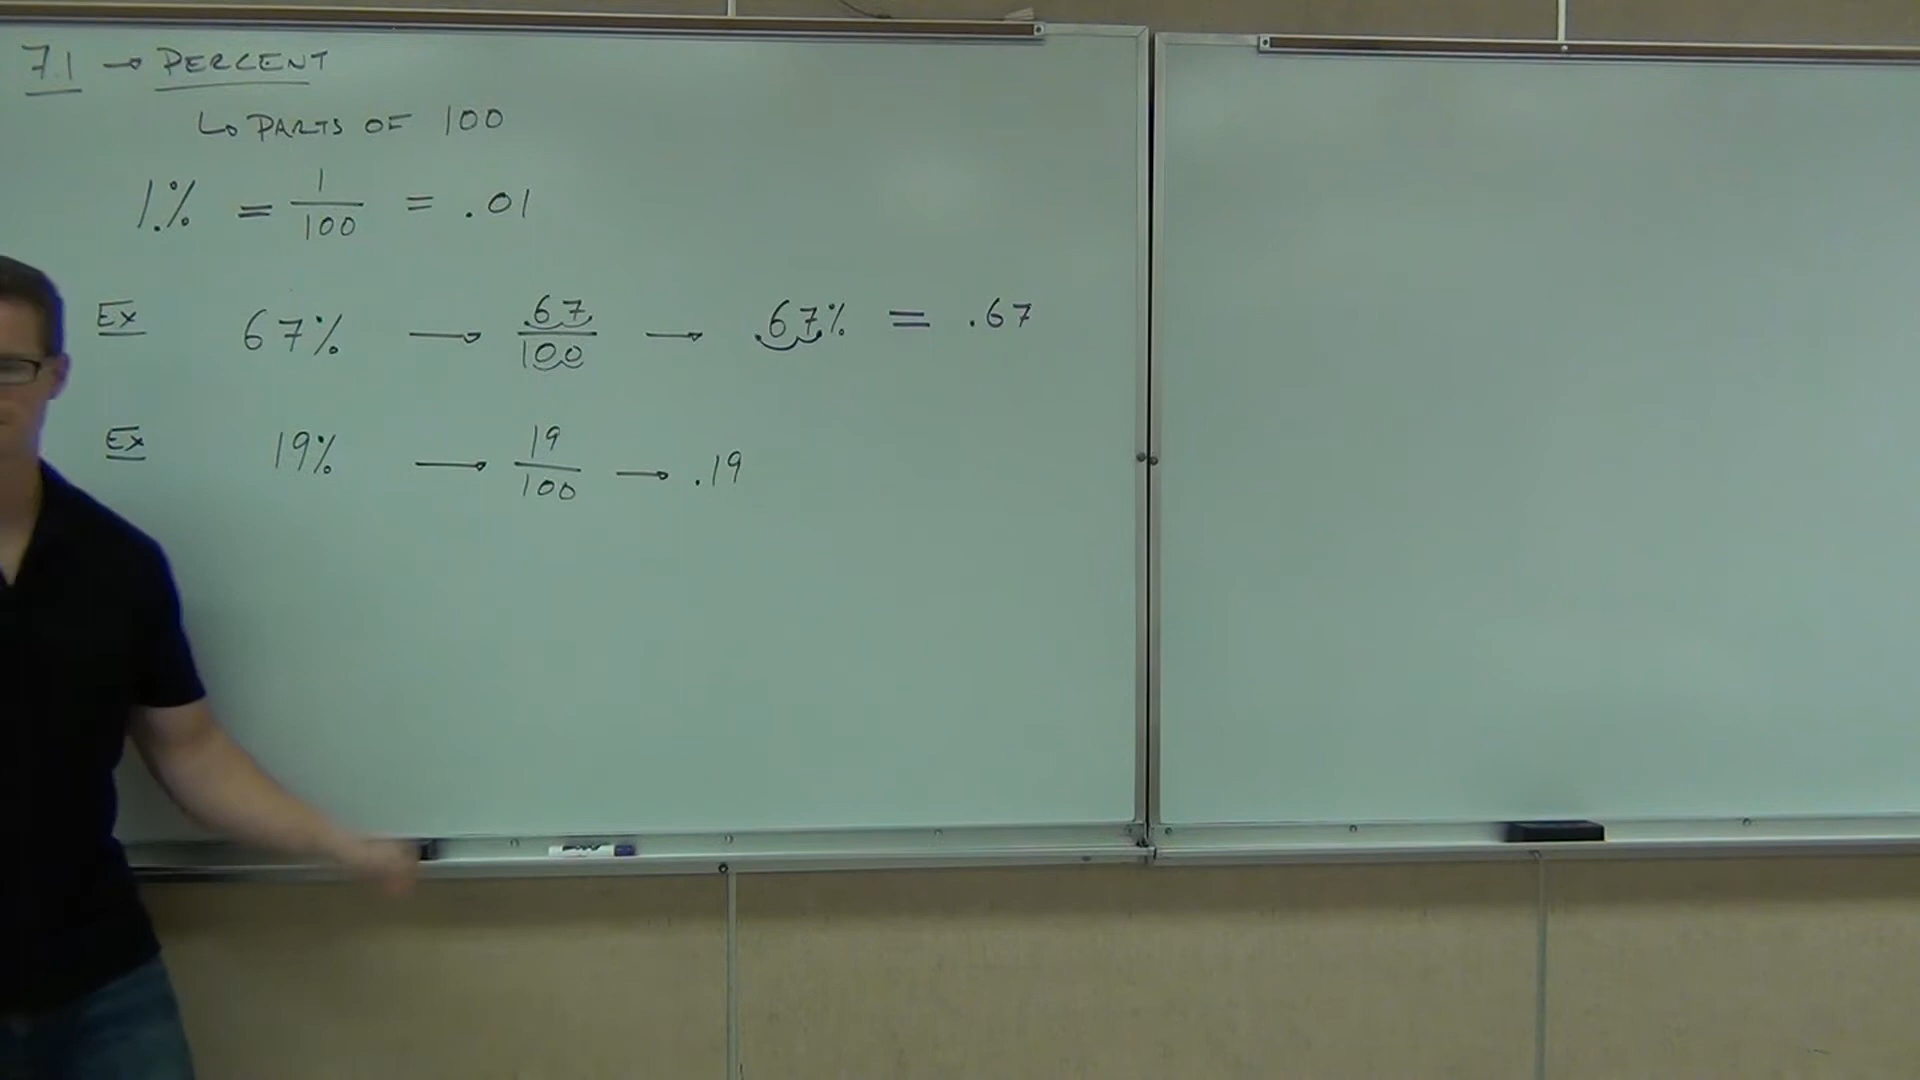 7.1 → PERCENT
↳ PARTS OF 100
1.% = 1/100 = .01
Ex 67% → .67/100 → .67% = .67
Ex 19% → 19/100 → .19